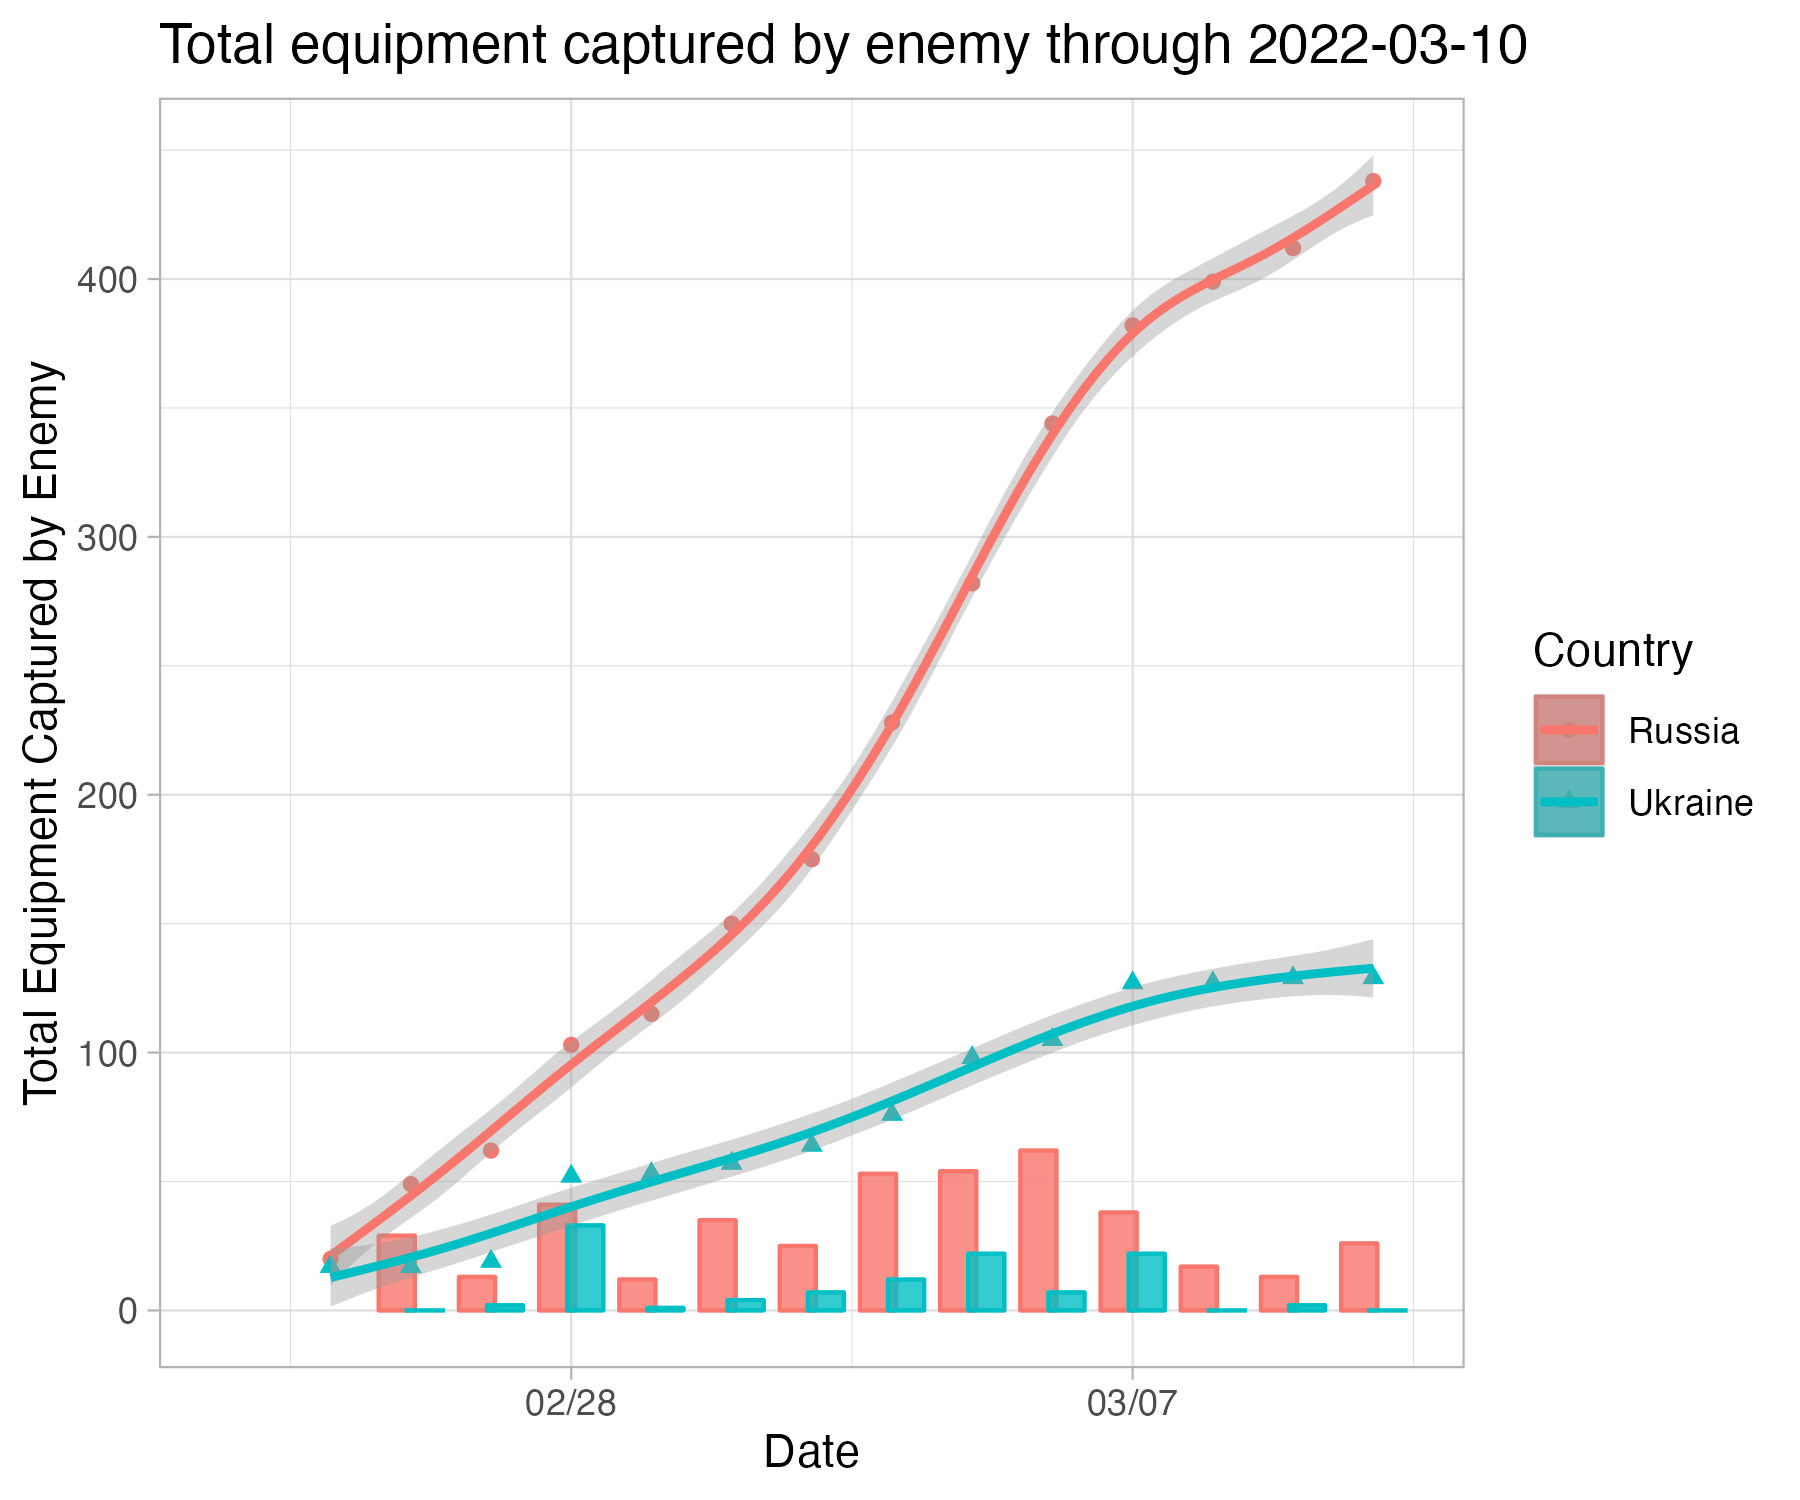 Total equipment captured by enemy through 2022-03-10
Total Equipment Captured by Enemy
400
300
200
100
0
02/28
03/07
Date
Country
Russia
Ukraine